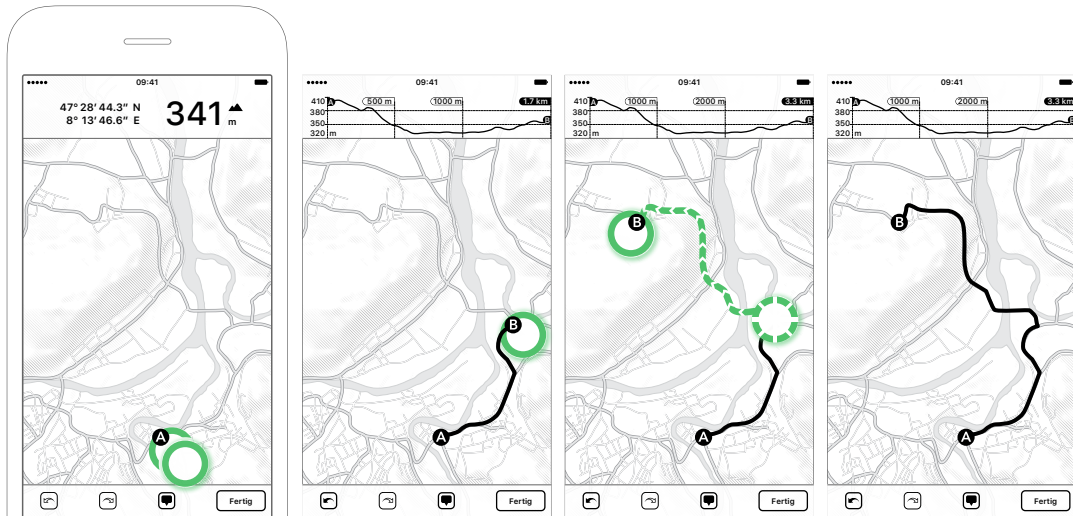 09:41
47° 28′ 44.3″ N
8° 13′ 46.6″ E
341 m
A
Fertig
09:41
410 A 500 m 1000 m 1.7 km
380
350 B
320 m
B
A
Fertig
09:41
410 A 1000 m 2000 m 3.3 km
380
350 B
320 m
B
A
Fertig
09:41
410 A 1000 m 2000 m 3.3 km
380
350 B
320 m
B
A
Fertig